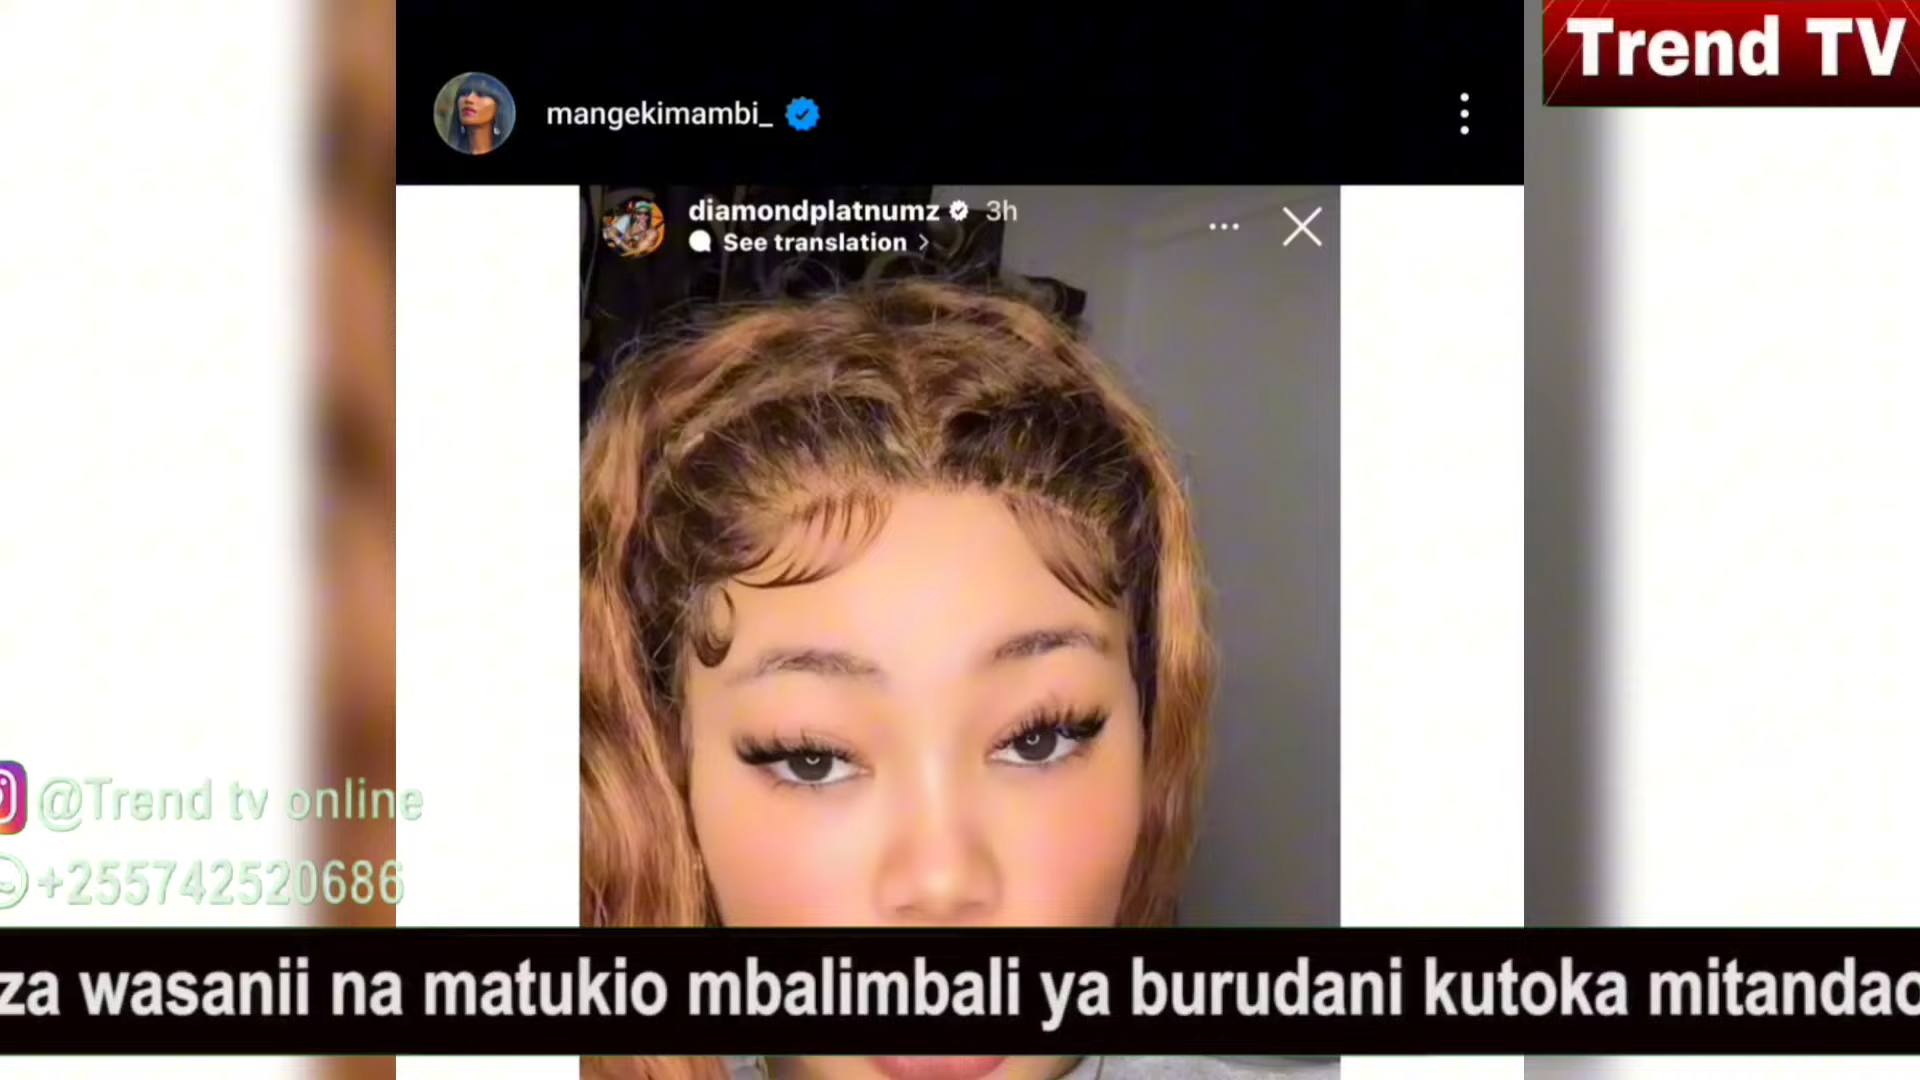 Trend TV
mangekimambi_
diamondplatnumz 3h
See translation >
@Trend tv online
+255742520686
za wasanii na matukio mbalimbali ya burudani kutoka mitandao